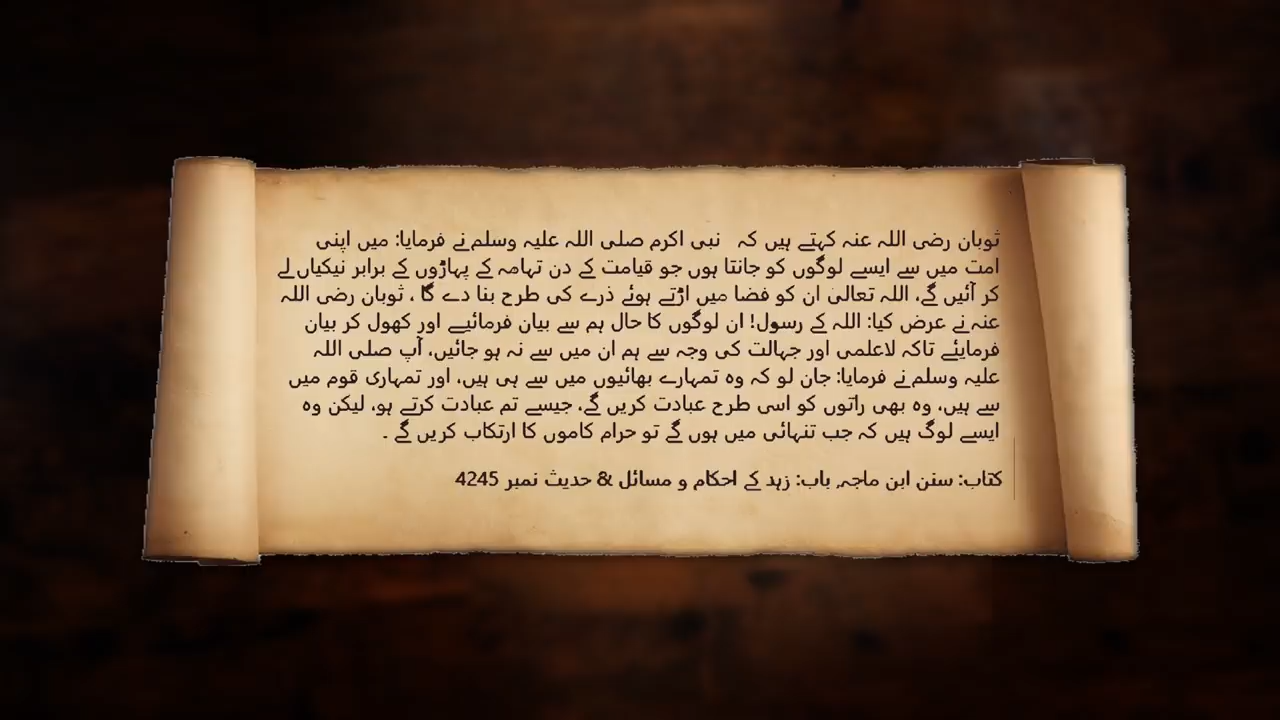 ثوبان رضی اللہ عنہ کہتے ہیں کہ نبی اکرم صلی اللہ علیہ وسلم نے فرمایا: میں اپنی
امت میں سے ایسے لوگوں کو جانتا ہوں جو قیامت کے دن تہامہ کے پہاڑوں کے برابر نیکیاں لے
کر آئیں گے، اللہ تعالیٰ ان کو فضا میں اڑتے ہوئے ذرے کی طرح بنا دے گا ، ثوبان رضی اللہ
عنہ نے عرض کیا: اللہ کے رسول! ان لوگوں کا حال ہم سے بیان فرمائیے اور کھول کر بیان
فرمایئے تاکہ لاعلمی اور جہالت کی وجہ سے ہم ان میں سے نہ ہو جائیں، آپ صلی اللہ
علیہ وسلم نے فرمایا: جان لو کہ وہ تمہارے بھائیوں میں سے ہی ہیں، اور تمہاری قوم میں
سے ہیں، وہ بھی راتوں کو اسی طرح عبادت کریں گے، جیسے تم عبادت کرتے ہو، لیکن وہ
ایسے لوگ ہیں کہ جب تنہائی میں ہوں گے تو حرام کاموں کا ارتکاب کریں گے ۔
کتاب: سنن ابن ماجہ, باب: زہد کے احکام و مسائل & حدیث نمبر 4245